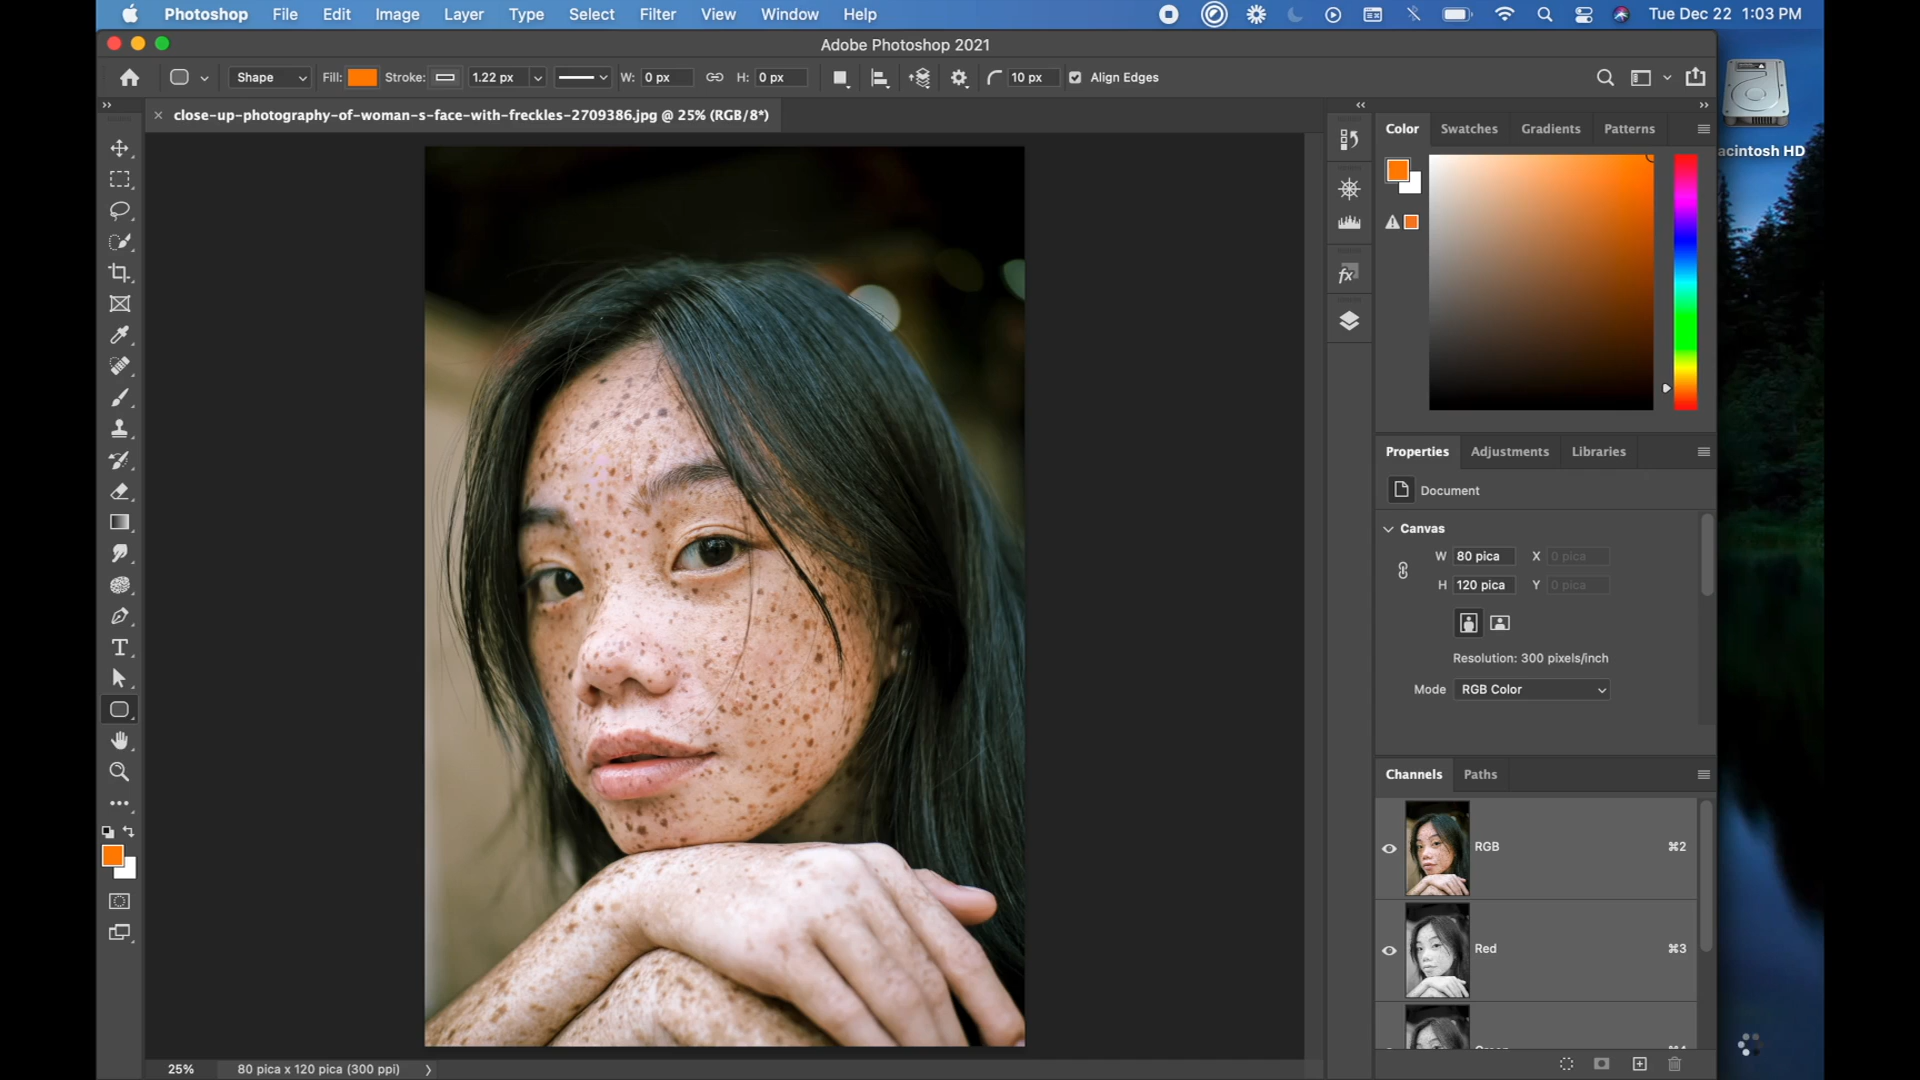 Photoshop File Edit Image Layer Type Select Filter View Window Help Tue Dec 22 1:03 PM
Adobe Photoshop 2021
Shape Fill: Stroke: 1.22 px W: 0 px H: 0 px 10 px Align Edges
× close-up-photography-of-woman-s-face-with-freckles-2709386.jpg @ 25% (RGB/8*)
Color Swatches Gradients Patterns
acintosh HD
fx
Properties Adjustments Libraries
Document
Canvas
W 80 pica X 0 pica
H 120 pica Y 0 pica
Resolution: 300 pixels/inch
Mode RGB Color
T
Channels Paths
RGB ⌘2
Red ⌘3
25% 80 pica x 120 pica (300 ppi)